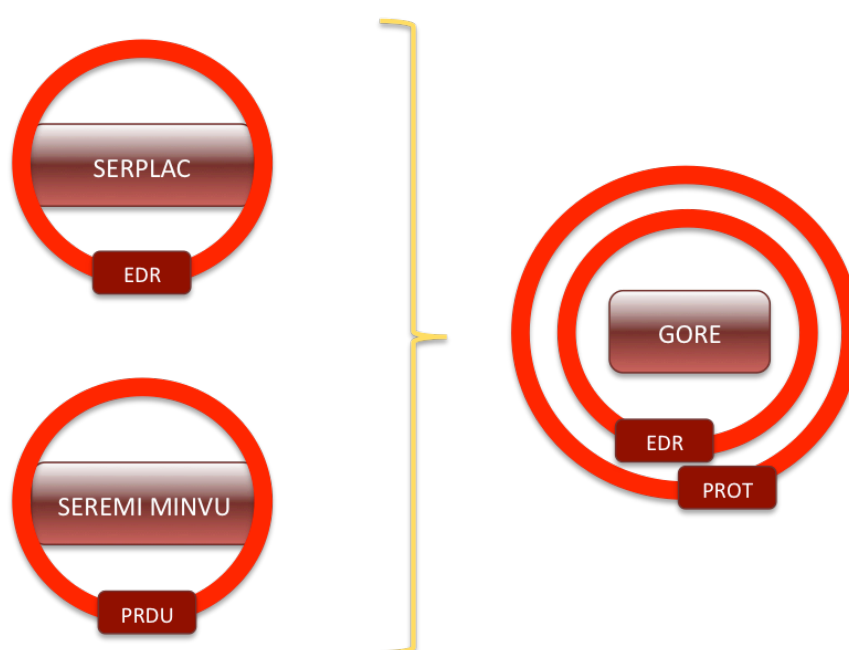 SERPLAC
EDR
SEREMI MINVU
PRDU
GORE
EDR
PROT